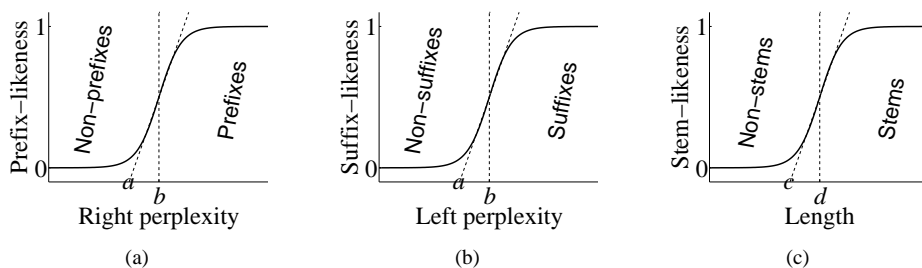 Prefix−likeness
1
0
Non−prefixes
Prefixes
a
b
Right perplexity
(a)
Suffix−likeness
1
0
Non−suffixes
Suffixes
a
b
Left perplexity
(b)
Stem−likeness
1
0
Non−stems
Stems
c
d
Length
(c)